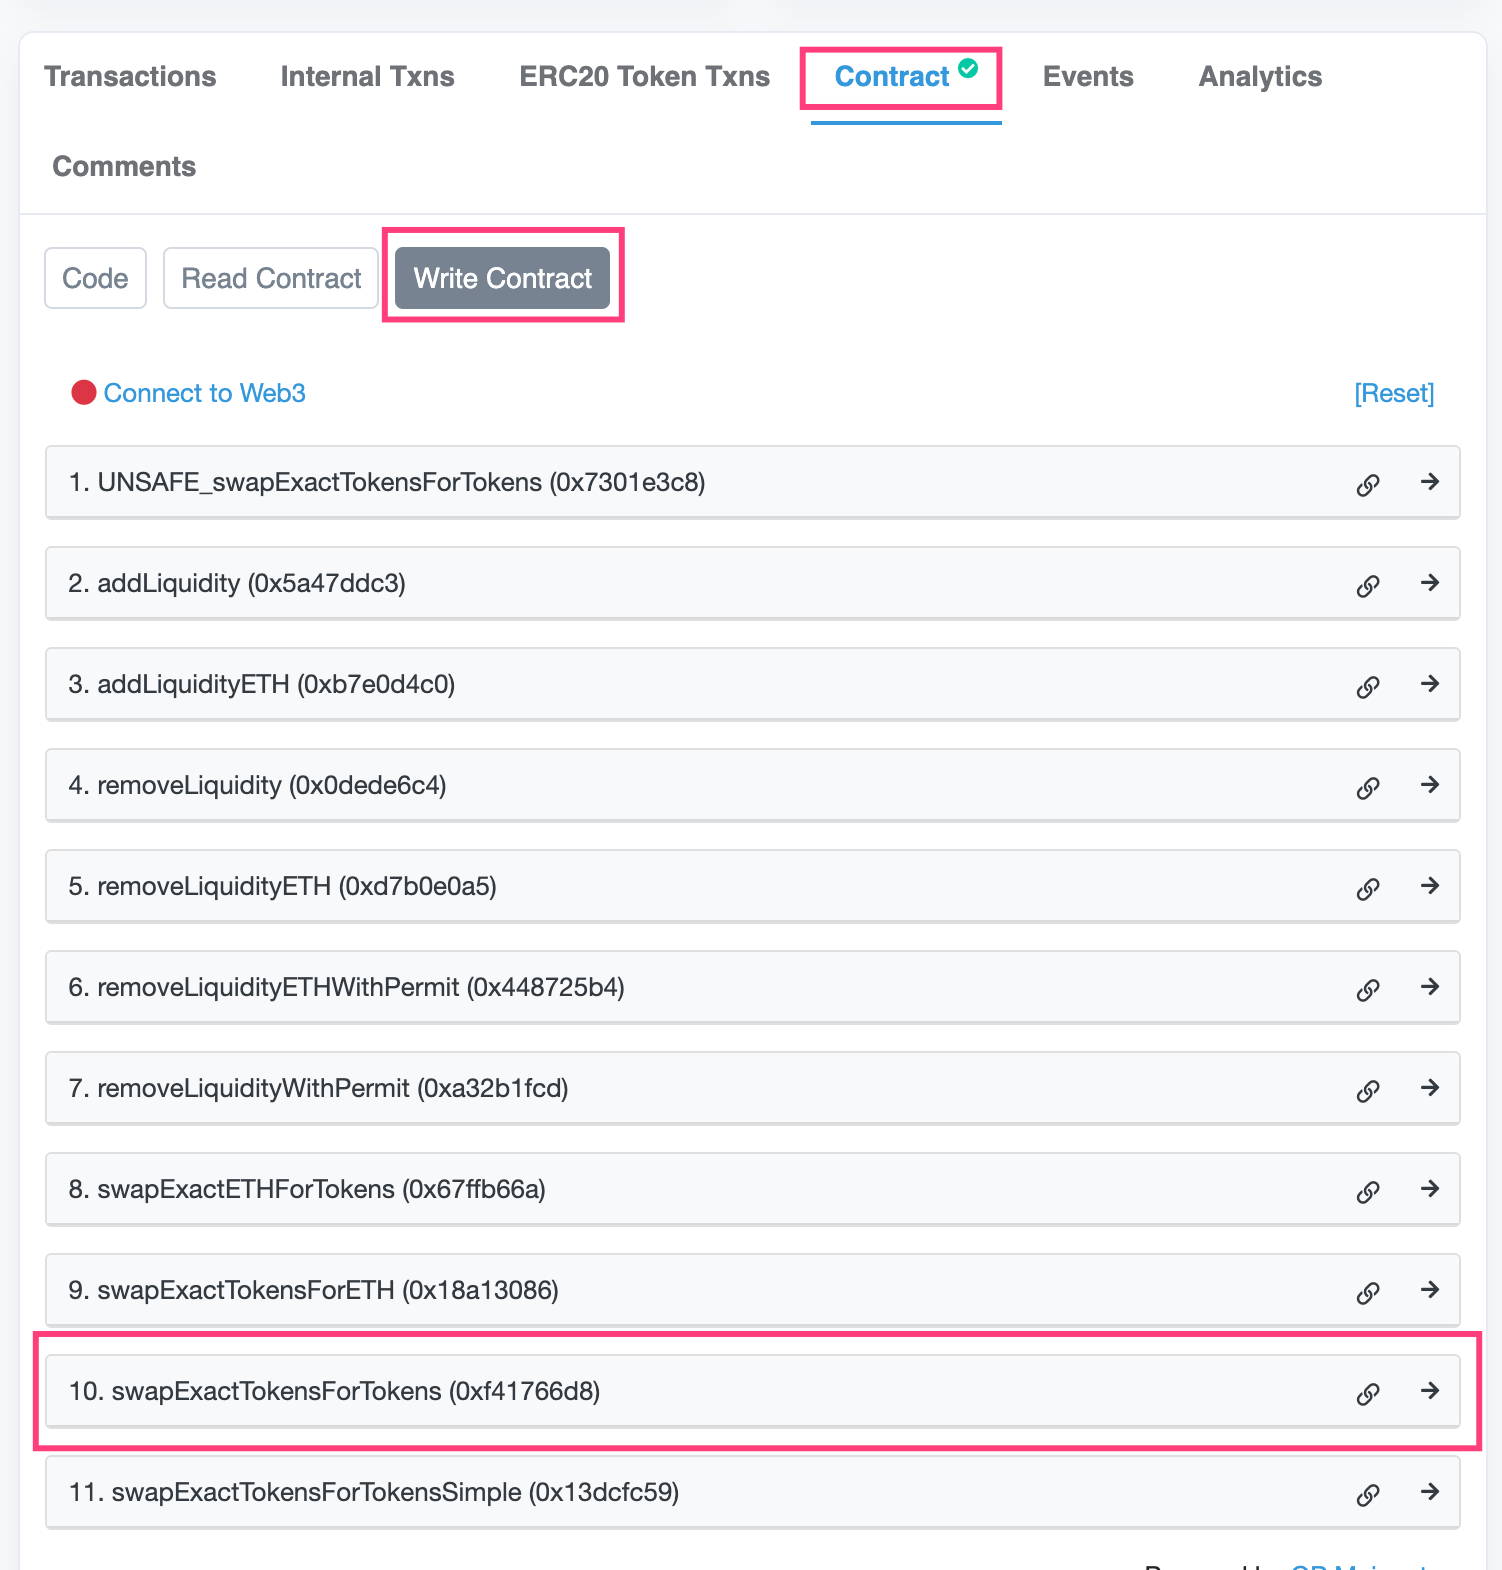 Transactions Internal Txns ERC20 Token Txns Contract Events Analytics
Comments
Code Read Contract Write Contract
Connect to Web3 [Reset]
1. UNSAFE_swapExactTokensForTokens (0x7301e3c8)
2. addLiquidity (0x5a47ddc3)
3. addLiquidityETH (0xb7e0d4c0)
4. removeLiquidity (0x0dede6c4)
5. removeLiquidityETH (0xd7b0e0a5)
6. removeLiquidityETHWithPermit (0x448725b4)
7. removeLiquidityWithPermit (0xa32b1fcd)
8. swapExactETHForTokens (0x67ffb66a)
9. swapExactTokensForETH (0x18a13086)
10. swapExactTokensForTokens (0xf41766d8)
11. swapExactTokensForTokensSimple (0x13dcfc59)